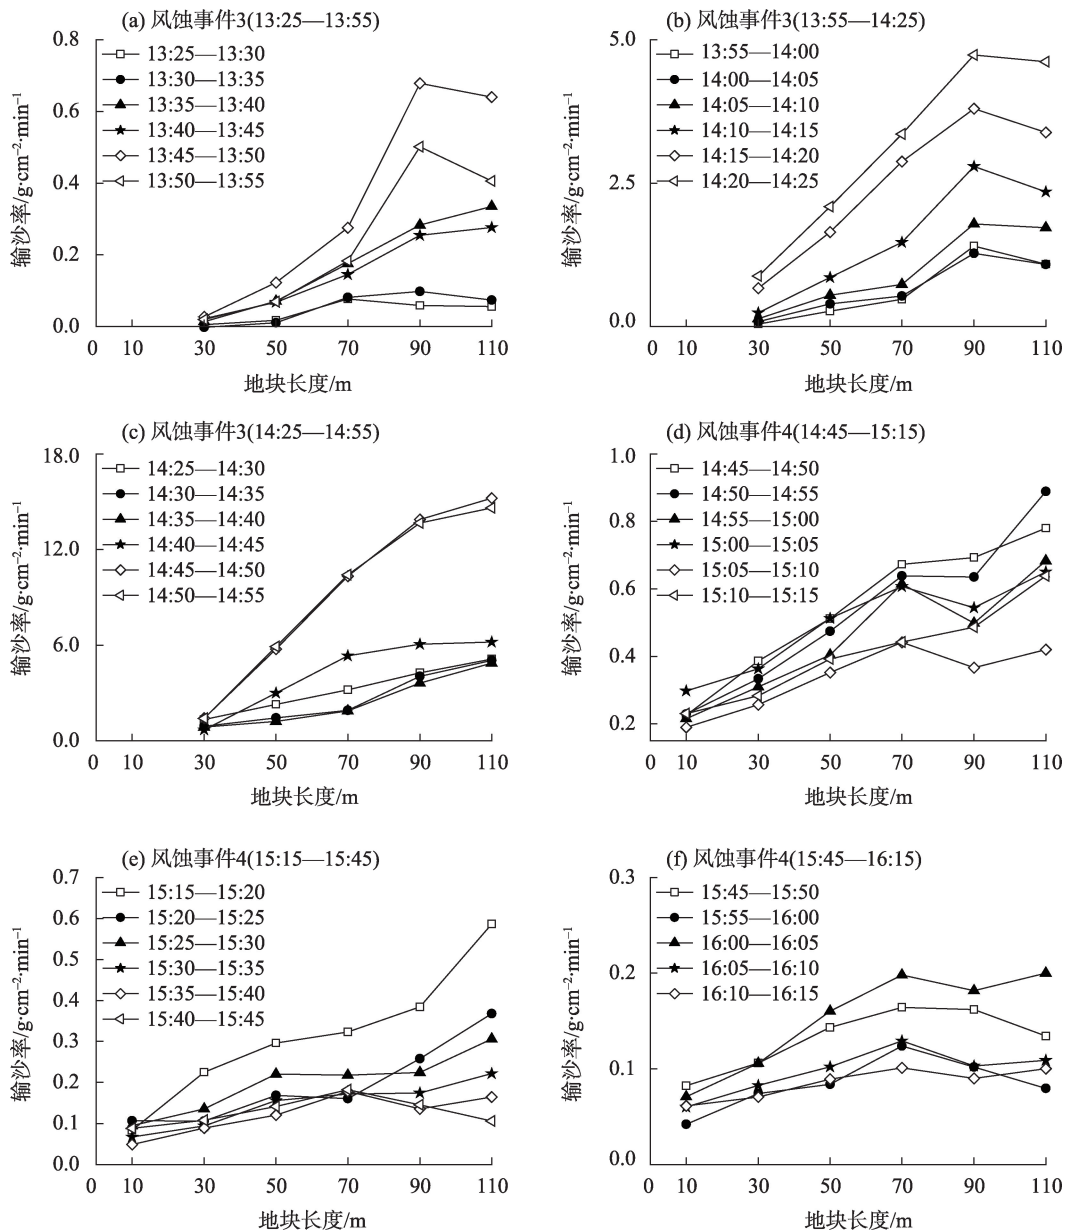 (a) 风蚀事件3(13:25—13:55)
输沙率/g·cm⁻²·min⁻¹
0.8
0.6
0.4
0.2
0.0
13:25—13:30
13:30—13:35
13:35—13:40
13:40—13:45
13:45—13:50
13:50—13:55
0 10 30 50 70 90 110
地块长度/m
(b) 风蚀事件3(13:55—14:25)
输沙率/g·cm⁻²·min⁻¹
5.0
2.5
0.0
13:55—14:00
14:00—14:05
14:05—14:10
14:10—14:15
14:15—14:20
14:20—14:25
0 10 30 50 70 90 110
地块长度/m
(c) 风蚀事件3(14:25—14:55)
输沙率/g·cm⁻²·min⁻¹
18.0
12.0
6.0
0.0
14:25—14:30
14:30—14:35
14:35—14:40
14:40—14:45
14:45—14:50
14:50—14:55
0 10 30 50 70 90 110
地块长度/m
(d) 风蚀事件4(14:45—15:15)
输沙率/g·cm⁻²·min⁻¹
1.0
0.8
0.6
0.4
0.2
14:45—14:50
14:50—14:55
14:55—15:00
15:00—15:05
15:05—15:10
15:10—15:15
0 10 30 50 70 90 110
地块长度/m
(e) 风蚀事件4(15:15—15:45)
输沙率/g·cm⁻²·min⁻¹
0.7
0.6
0.5
0.4
0.3
0.2
0.1
0.0
15:15—15:20
15:20—15:25
15:25—15:30
15:30—15:35
15:35—15:40
15:40—15:45
0 10 30 50 70 90 110
地块长度/m
(f) 风蚀事件4(15:45—16:15)
输沙率/g·cm⁻²·min⁻¹
0.3
0.2
0.1
0.0
15:45—15:50
15:55—16:00
16:00—16:05
16:05—16:10
16:10—16:15
0 10 30 50 70 90 110
地块长度/m